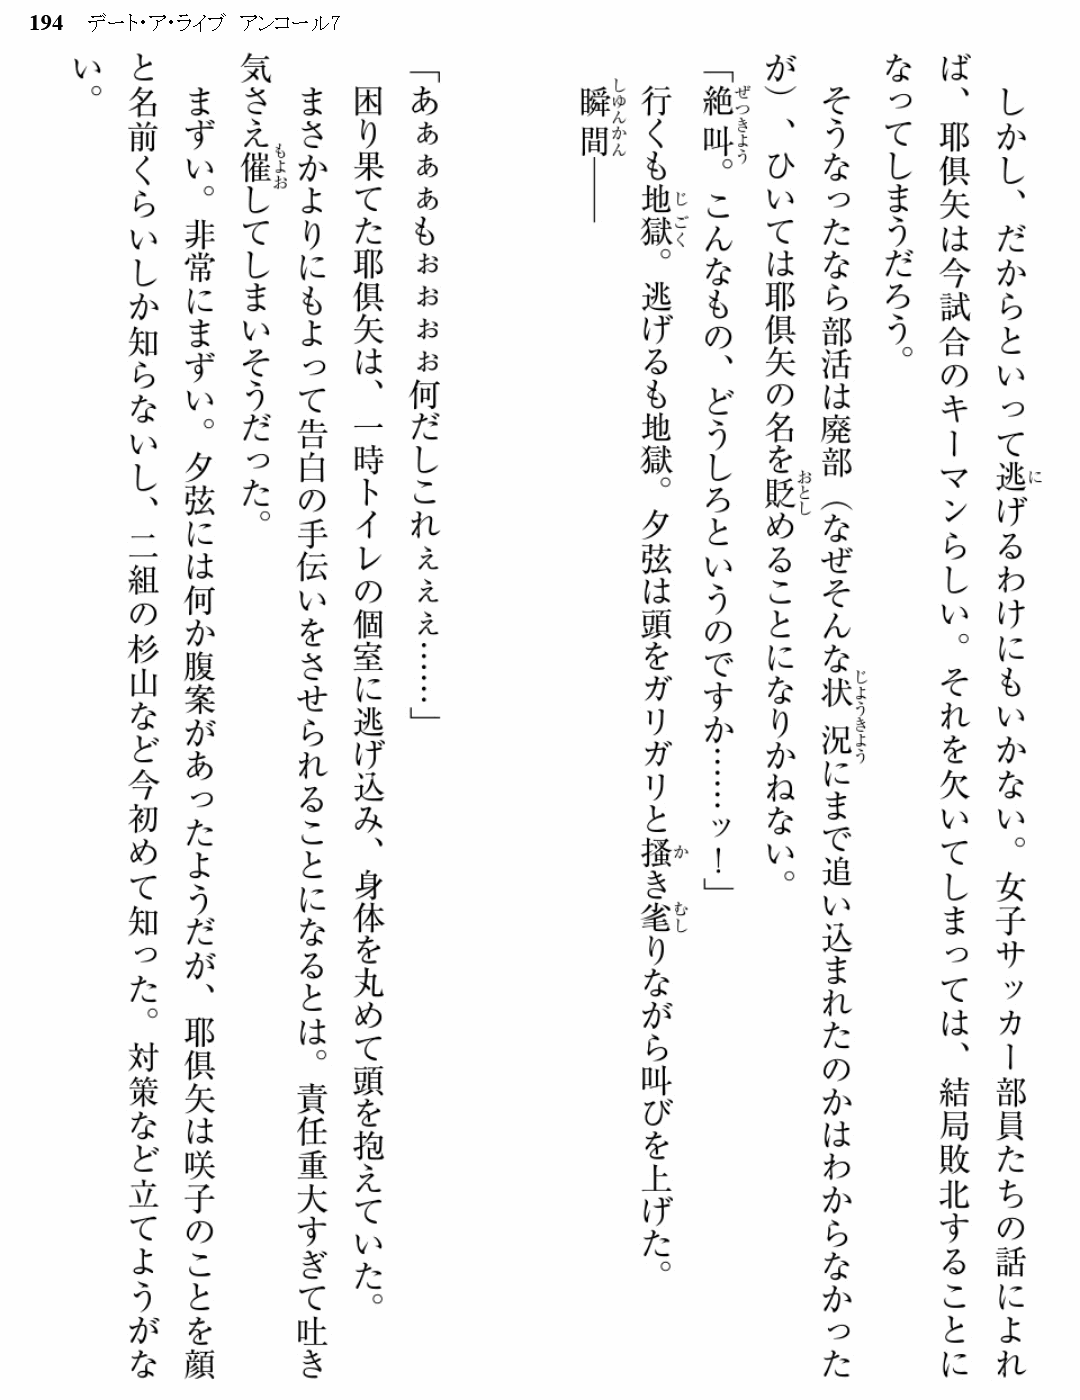 194 デート・ア・ライブ アンコール7
しかし、だからといって逃げるわけにもいかない。女子サッカー部員たちの話によれ
ば、耶倶矢は今試合のキーマンらしい。それを欠いてしまっては、結局敗北することに
なってしまうだろう。
そうなったなら部活は廃部（なぜそんな状況にまで追い込まれたのかはわからなかった
が）、ひいては耶倶矢の名を貶めることになりかねない。
「絶叫。こんなもの、どうしろというのですか……ッ！」
行くも地獄。逃げるも地獄。夕弦は頭をガリガリと掻き毟りながら叫びを上げた。
瞬間――
「あぁぁぁもぉぉぉぉ何だしこれぇぇぇ……」
困り果てた耶倶矢は、一時トイレの個室に逃げ込み、身体を丸めて頭を抱えていた。
まさかよりにもよって告白の手伝いをさせられることになるとは。責任重大すぎて吐き
気さえ催してしまいそうだった。
まずい。非常にまずい。夕弦には何か腹案があったようだが、耶倶矢は咲子のことを顔
と名前くらいしか知らないし、二組の杉山など今初めて知った。対策など立てようがな
い。